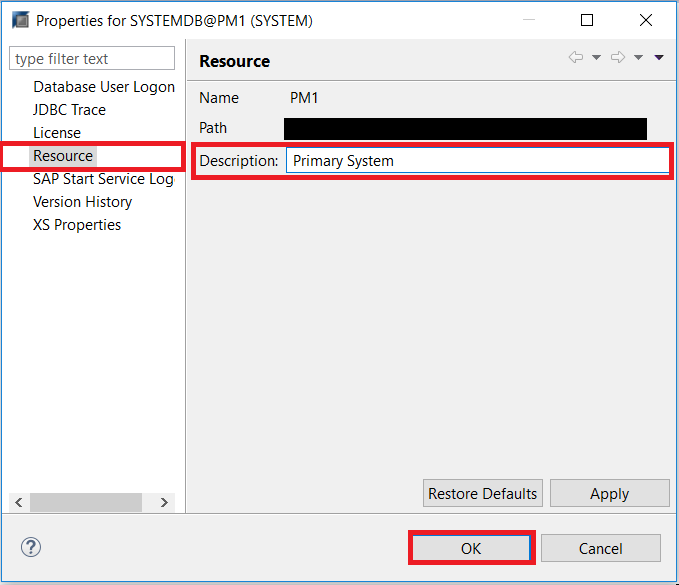 Properties for SYSTEMDB@PM1 (SYSTEM)
type filter text
Database User Logon
JDBC Trace
License
Resource
SAP Start Service Log
Version History
XS Properties
Resource
Name PM1
Path
Description: Primary System
Restore Defaults Apply
OK Cancel